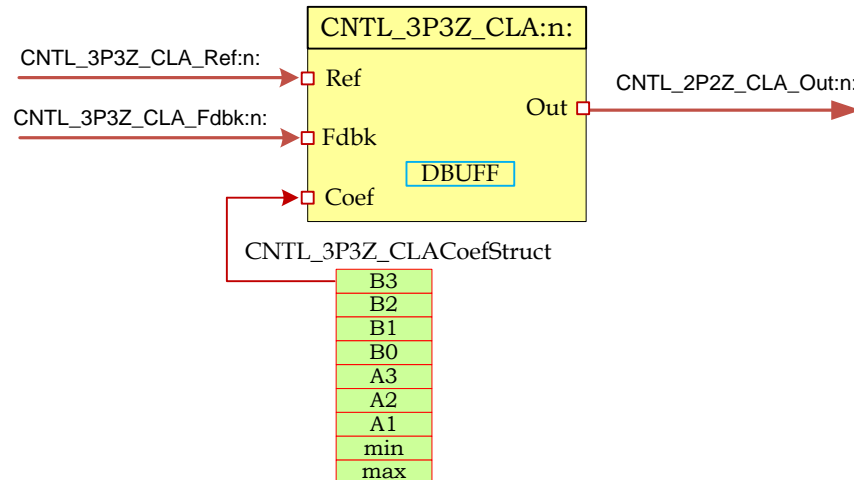 CNTL_3P3Z_CLA:n:
CNTL_3P3Z_CLA_Ref:n:
Ref
CNTL_2P2Z_CLA_Out:n:
Out
CNTL_3P3Z_CLA_Fdbk:n:
Fdbk
DBUFF
Coef
CNTL_3P3Z_CLACoefStruct
B3
B2
B1
B0
A3
A2
A1
min
max